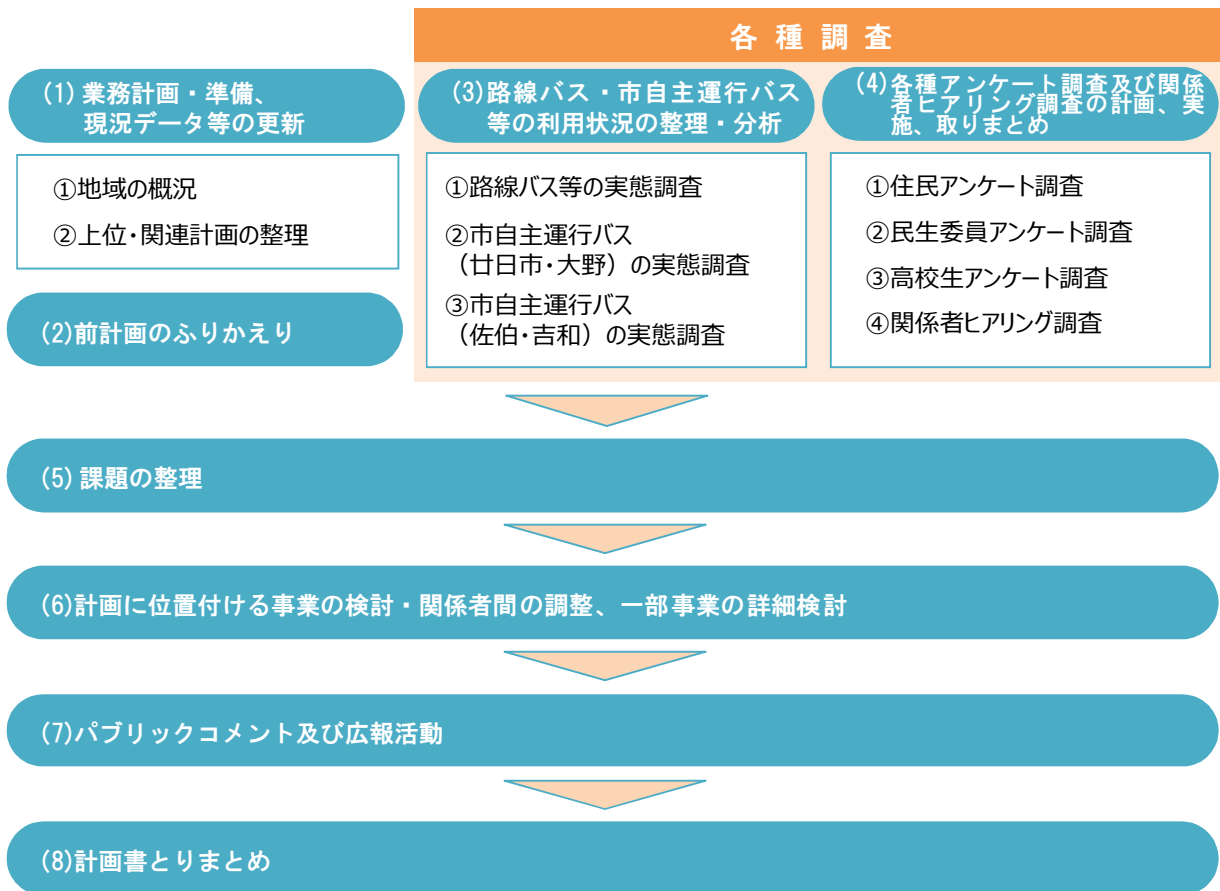 各種調査
(1) 業務計画・準備、
現況データ等の更新
①地域の概況
②上位・関連計画の整理
(2)前計画のふりかえり
(3)路線バス・市自主運行バス
等の利用状況の整理・分析
①路線バス等の実態調査
②市自主運行バス
（廿日市・大野）の実態調査
③市自主運行バス
（佐伯・吉和）の実態調査
(4)各種アンケート調査及び関係
者ヒアリング調査の計画、実
施、取りまとめ
①住民アンケート調査
②民生委員アンケート調査
③高校生アンケート調査
④関係者ヒアリング調査
(5) 課題の整理
(6)計画に位置付ける事業の検討・関係者間の調整、一部事業の詳細検討
(7)パブリックコメント及び広報活動
(8)計画書とりまとめ